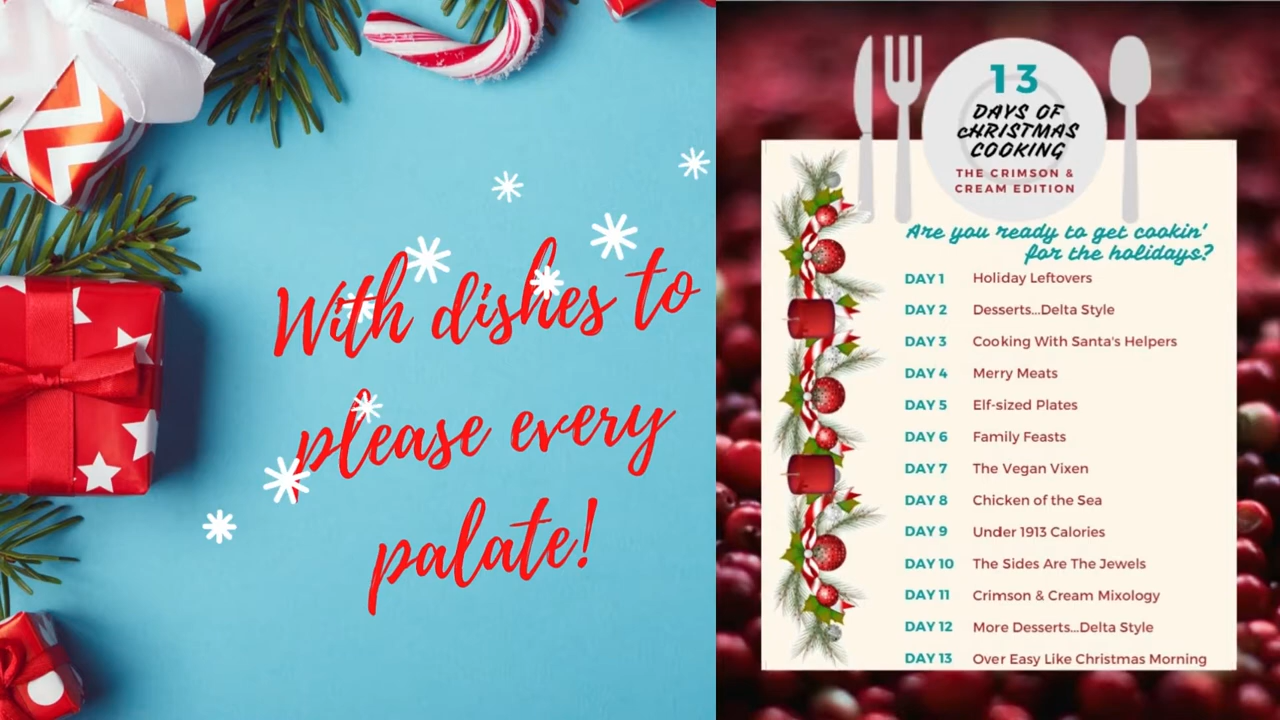 With dishes to
please every
palate!
13
DAYS OF
CHRISTMAS
COOKING
THE CRIMSON &
CREAM EDITION
Are you ready to get cookin'
for the holidays?
DAY 1 Holiday Leftovers
DAY 2 Desserts...Delta Style
DAY 3 Cooking With Santa's Helpers
DAY 4 Merry Meats
DAY 5 Elf-sized Plates
DAY 6 Family Feasts
DAY 7 The Vegan Vixen
DAY 8 Chicken of the Sea
DAY 9 Under 1913 Calories
DAY 10 The Sides Are The Jewels
DAY 11 Crimson & Cream Mixology
DAY 12 More Desserts...Delta Style
DAY 13 Over Easy Like Christmas Morning